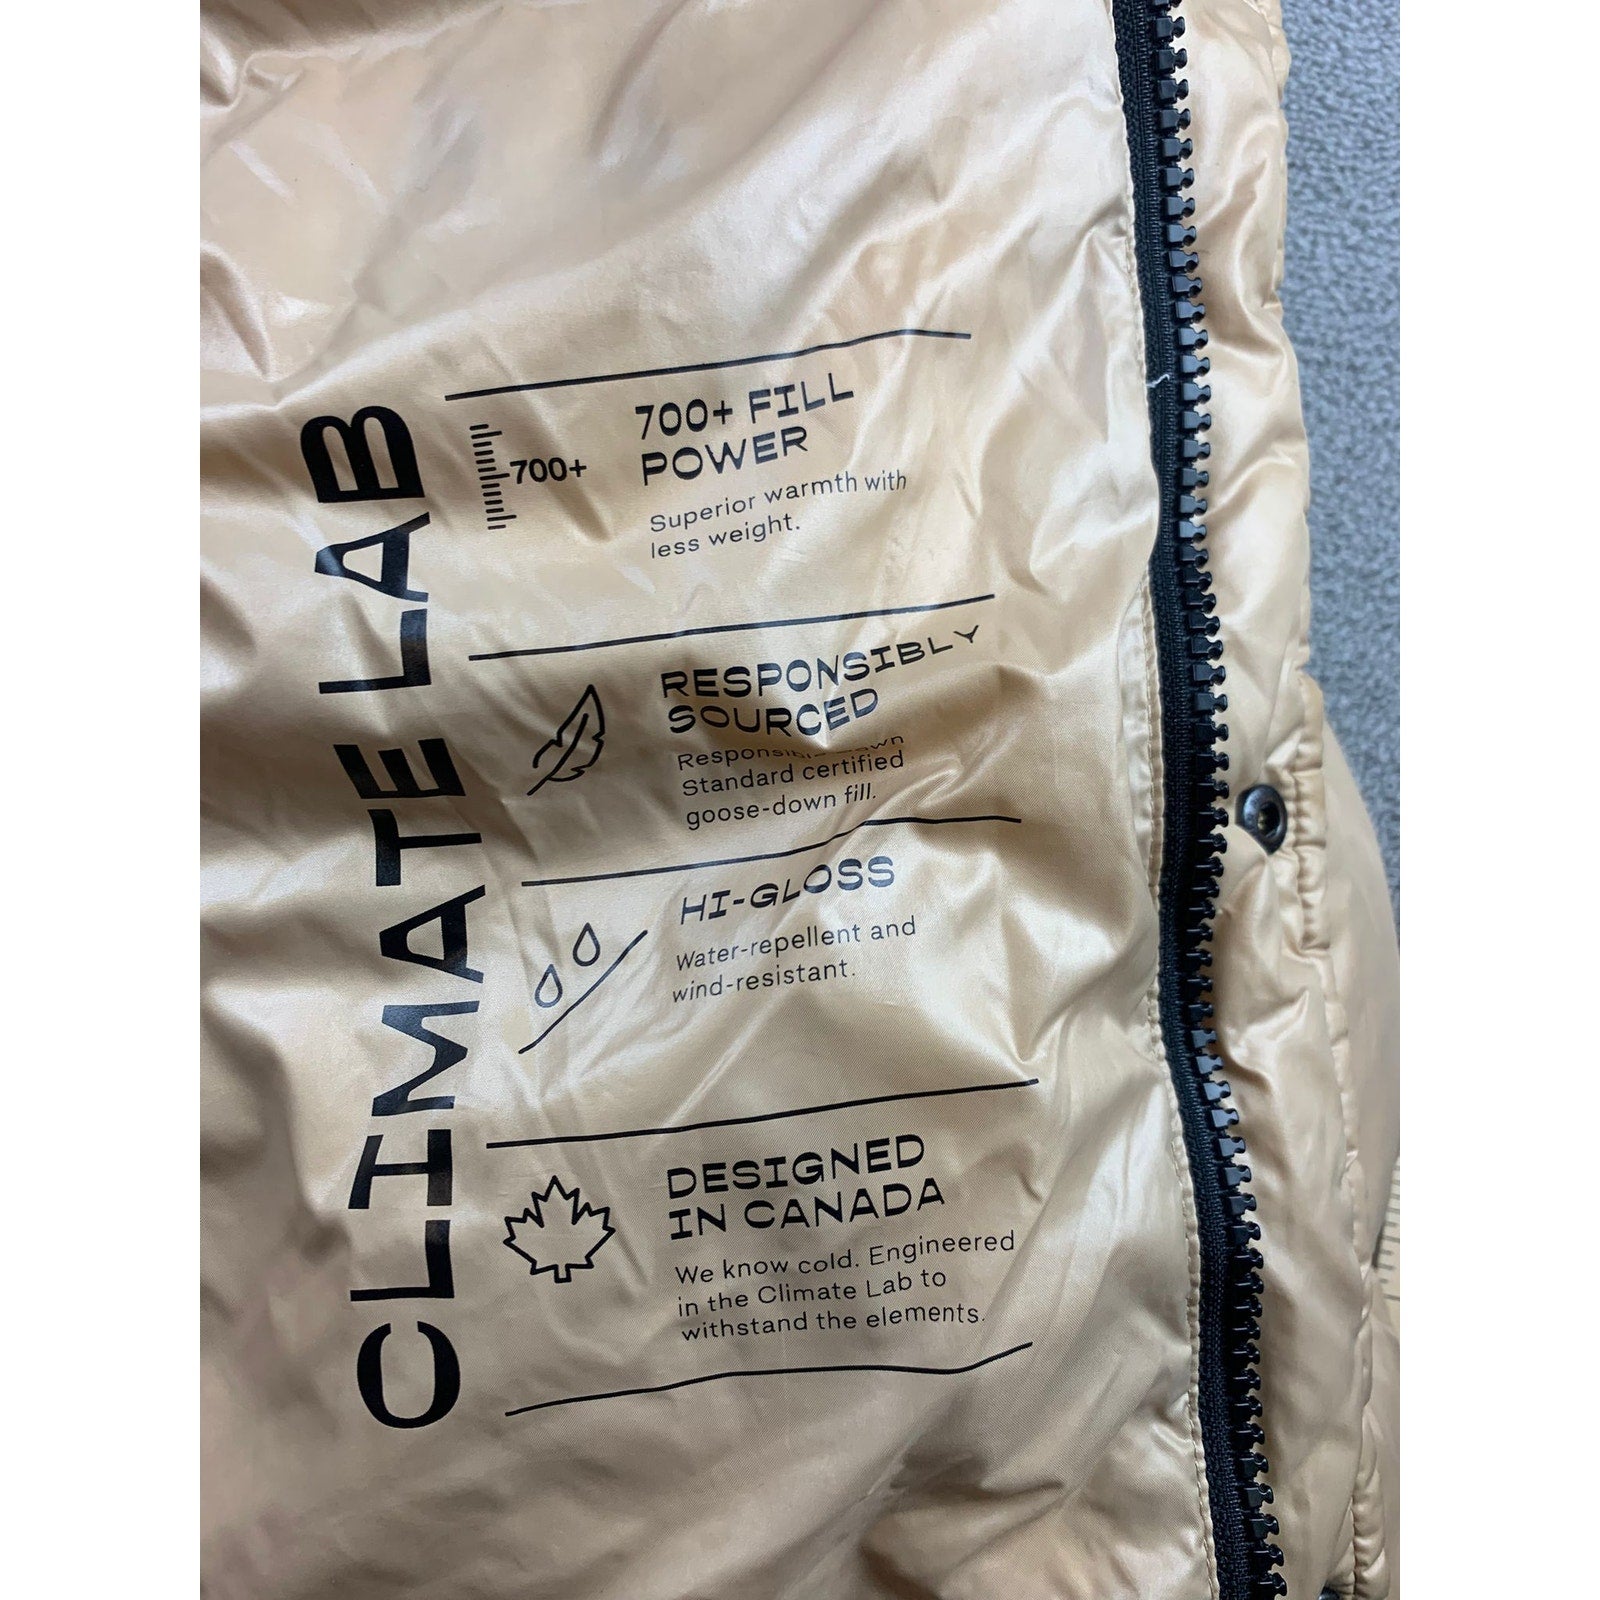 CLIMATE LAB
700+
700+ FILL
POWER
Superior warmth with
less weight.
RESPONSIBLY
SOURCED
Responsible Down
Standard certified
goose-down fill.
HI-GLOSS
Water-repellent and
wind-resistant.
DESIGNED
IN CANADA
We know cold. Engineered
in the Climate Lab to
withstand the elements.